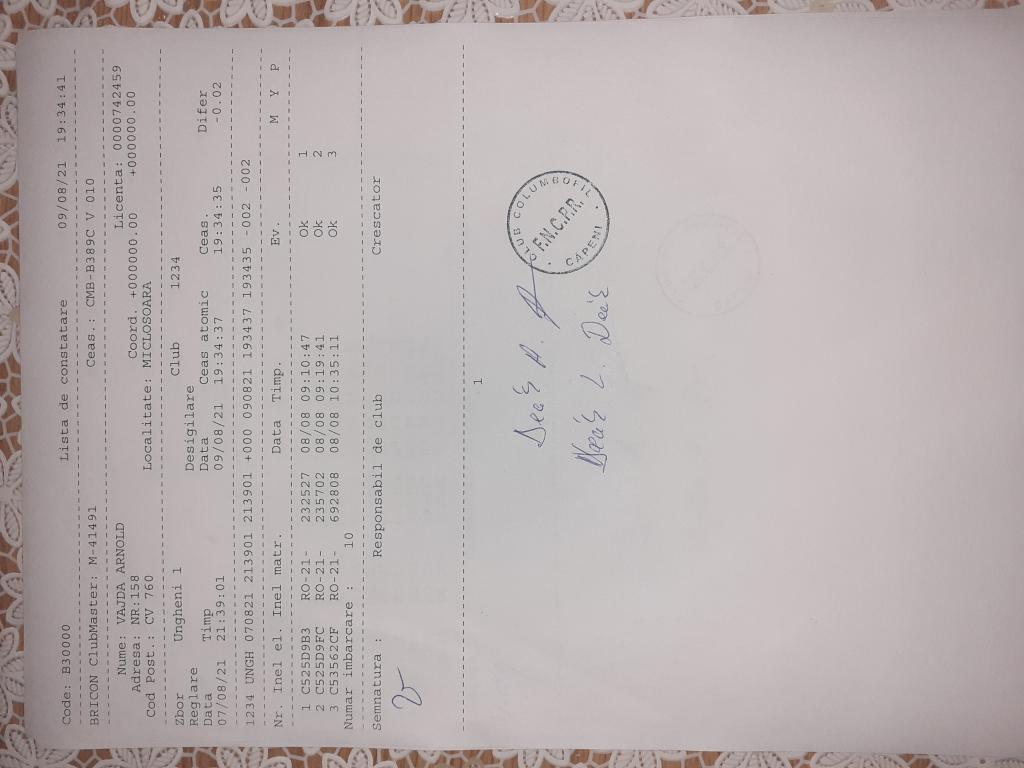 Code: B30000 Lista de constatare 09/08/21 19:34:41
BRICON ClubMaster: M-41491 Ceas.: CMB B389C V 010
Nume: VAJDA ARNOLD Licenta: 0000742459
Adresa: NR:158 Coord. +0000000.00 +0000000.00
Cod Post.: CV 760 Localitate: MICLOSOARA
Zbor Ungheni 1 Club 1234
Reglare Desigilare
Data Timp Data Ceas atomic Ceas. Difer
07/08/21 21:39:01 09/08/21 19:34:37 19:34:35 -0.02
1234 UNGH 070821 213901 213901 +000 090821 193437 193435 -002 -002
Nr. Inel el. Inel matr. Data Timp. Ev. M Y P
1 C525D9B3 RO-21- 232527 08/08 09:10:47 Ok 1
2 C525D9FC RO-21- 235702 08/08 09:19:41 Ok 2
3 C53562CF RO-21- 692808 08/08 10:35:11 Ok 3
Numar imbarcare : 10
Semnatura : Responsabil de club Crescator
1
CLUB COLUMBOFIL
F.N.C.P.R.
CAPENI